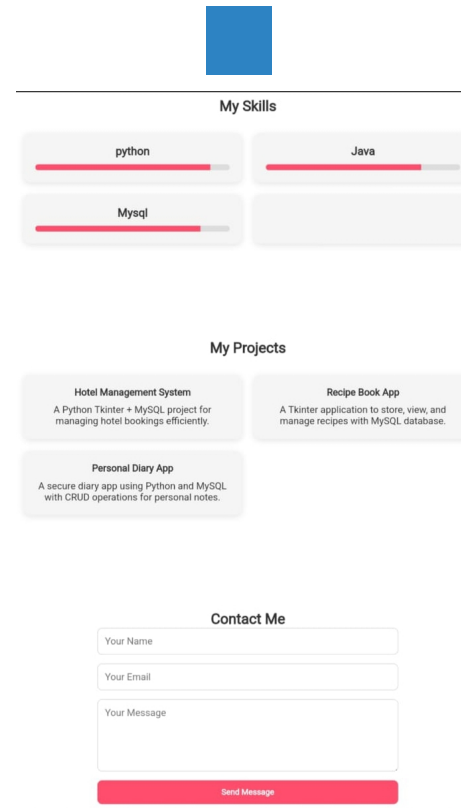 My Skills
python
Java
Mysql
My Projects
Hotel Management System
A Python Tkinter + MySQL project for
managing hotel bookings efficiently.
Recipe Book App
A Tkinter application to store, view, and
manage recipes with MySQL database.
Personal Diary App
A secure diary app using Python and MySQL
with CRUD operations for personal notes.
Contact Me
Your Name
Your Email
Your Message
Send Message